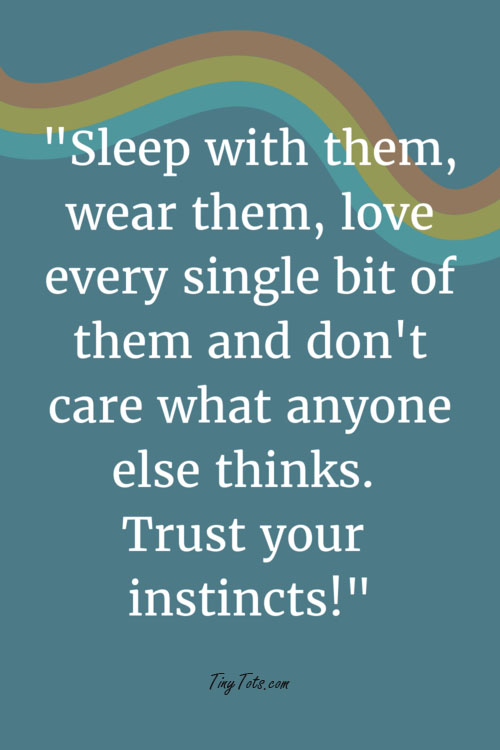 "Sleep with them,
wear them, love
every single bit of
them and don't
care what anyone
else thinks.
Trust your
instincts!"
TinyTots.com